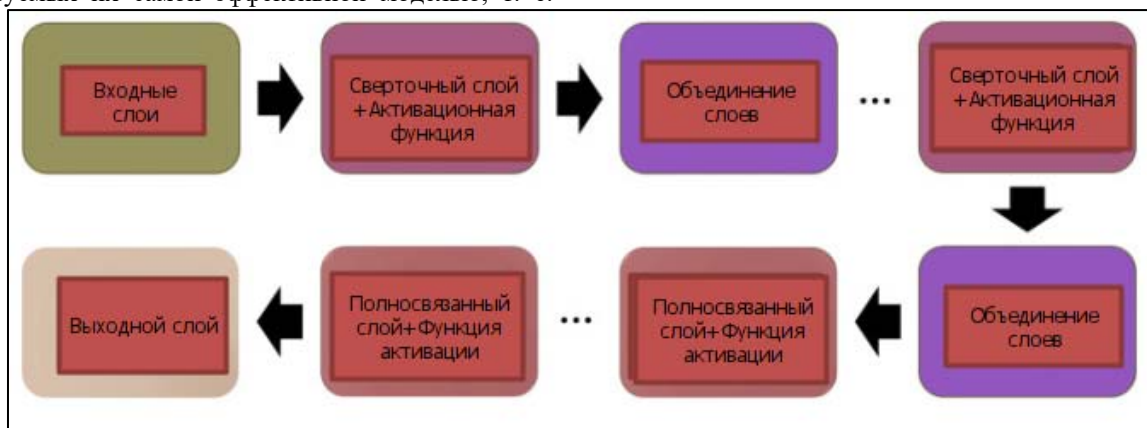 Входные
слои
Сверточный слой
+Активационная
функция
Объединение
слоев
...
Сверточный слой
+Активационная
функция
Выходной слой
Полносвязанный
слой+Функция
активации
...
Полносвязанный
слой+Функция
активации
Объединение
слоев